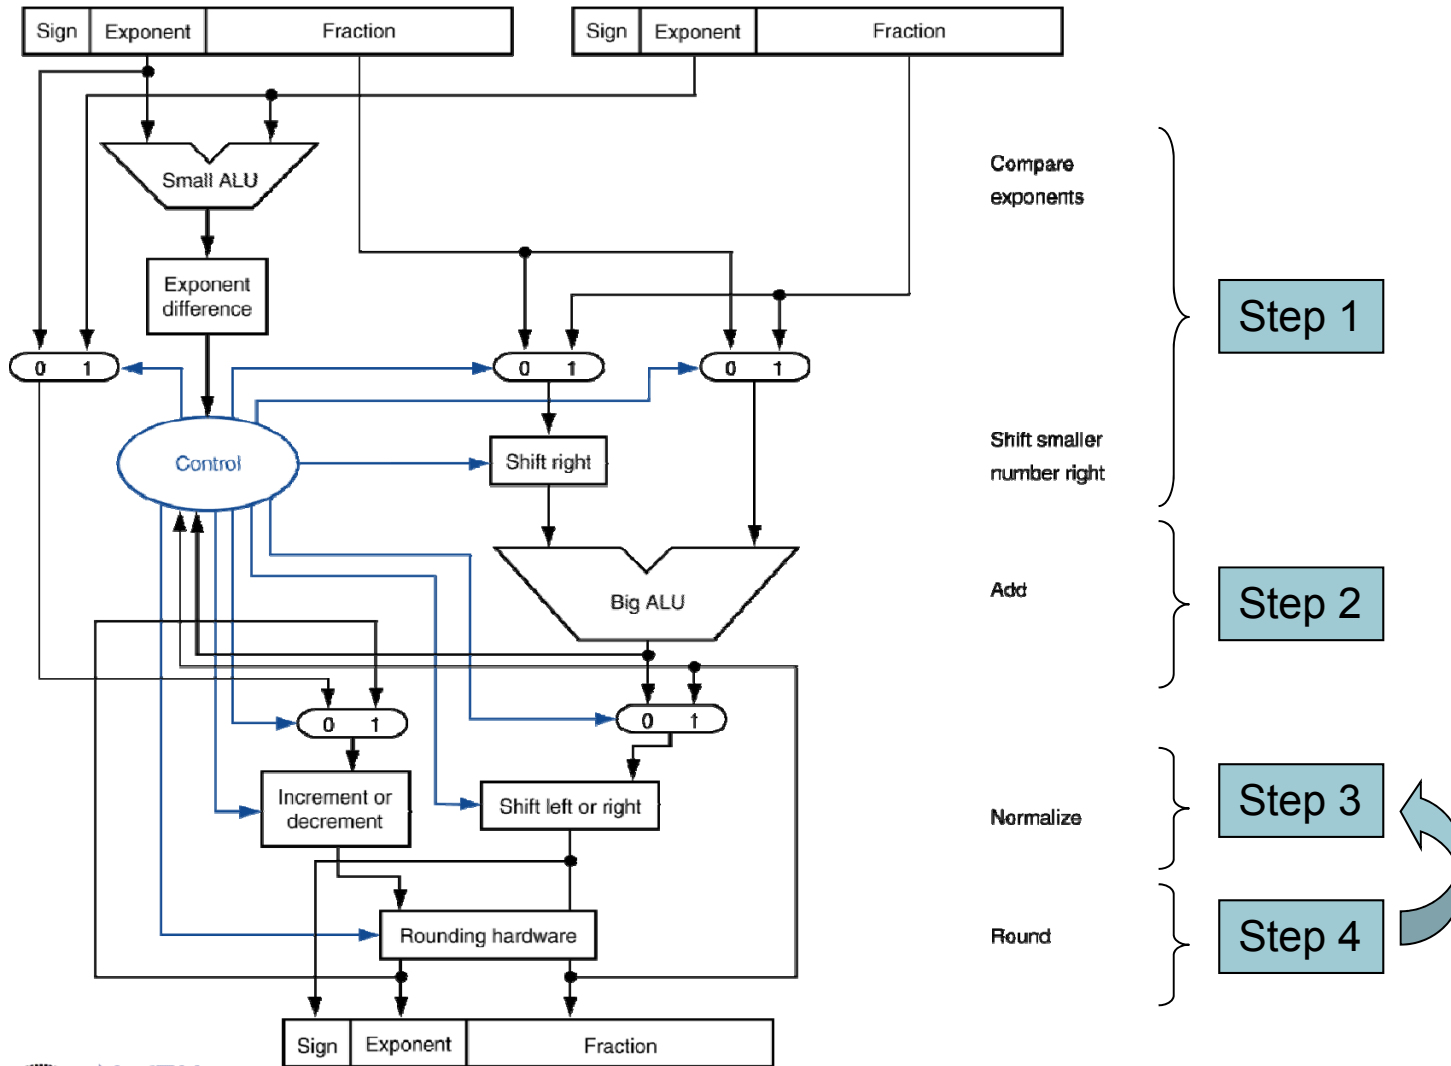 Sign Exponent Fraction
Sign Exponent Fraction
Small ALU
Compare
exponents
Exponent
difference
Step 1
0 1
0 1
0 1
Control
Shift right
Shift smaller
number right
Big ALU
Add
Step 2
0 1
0 1
Increment or
decrement
Shift left or right
Normalize
Step 3
Rounding hardware
Round
Step 4
Sign Exponent Fraction